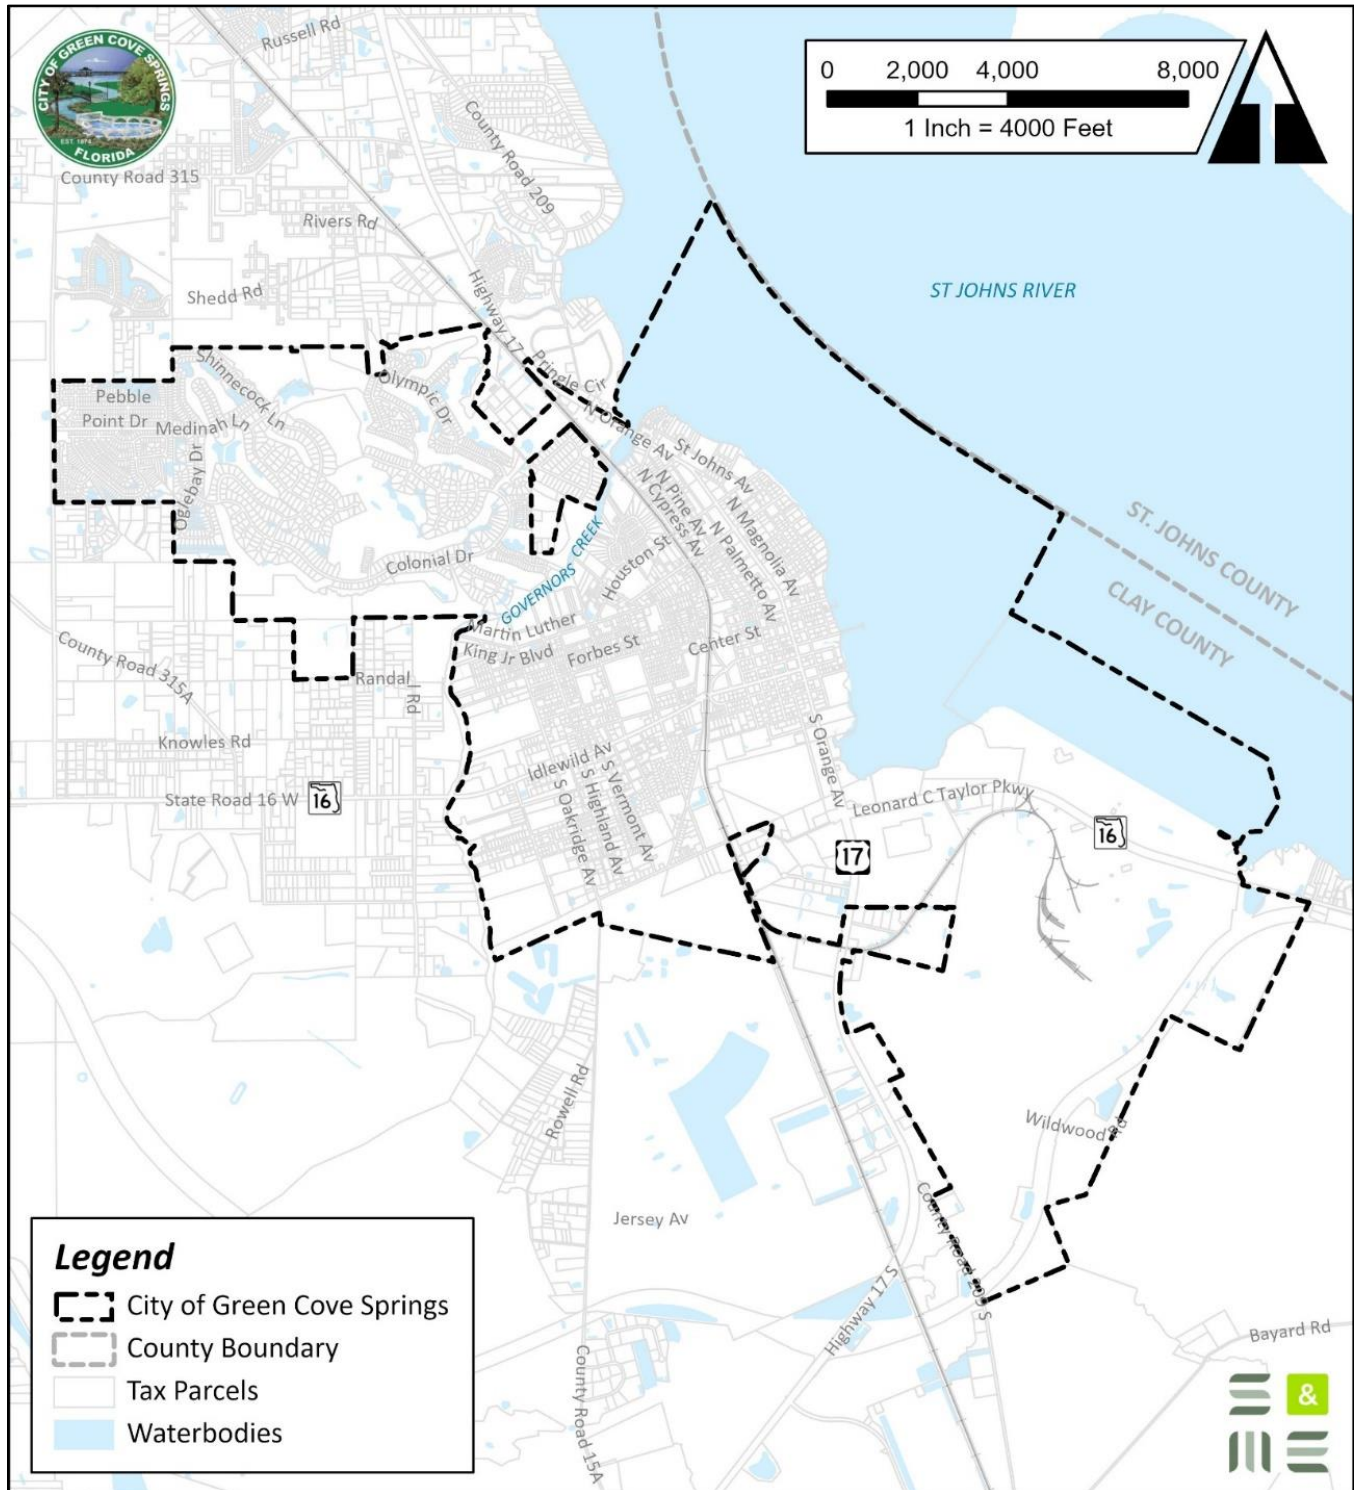 CITY OF GREEN COVE SPRINGS
EST. 1874
FLORIDA
0 2,000 4,000 8,000
1 Inch = 4000 Feet
Russell Rd
County Road 209
County Road 315
Rivers Rd
Shedd Rd
Highway 17
ST JOHNS RIVER
Pringle Cir
Shinnecock Ln
Olympic Dr
Pebble
Point Dr
Medinah Ln
Oglebay Dr
N Orange Av
St Johns Av
N Pine Av
N Cypress Av
N Magnolia Av
N Palmetto Av
ST. JOHNS COUNTY
CLAY COUNTY
GOVERNORS CREEK
Houston St
Colonial Dr
Martin Luther
King Jr Blvd
Forbes St
Center St
County Road 315A
Randal
l Rd
Knowles Rd
State Road 16 W
16
Idlewild Av
S Vermont Av
S Highland Av
S Oakridge Av
S Orange Av
Leonard C Taylor Pkwy
16
17
Rowell Rd
Wildwood Rd
Jersey Av
County Road 209 S
Highway 17 S
Bayard Rd
County Road 15A
Legend
City of Green Cove Springs
County Boundary
Tax Parcels
Waterbodies
S &
M E